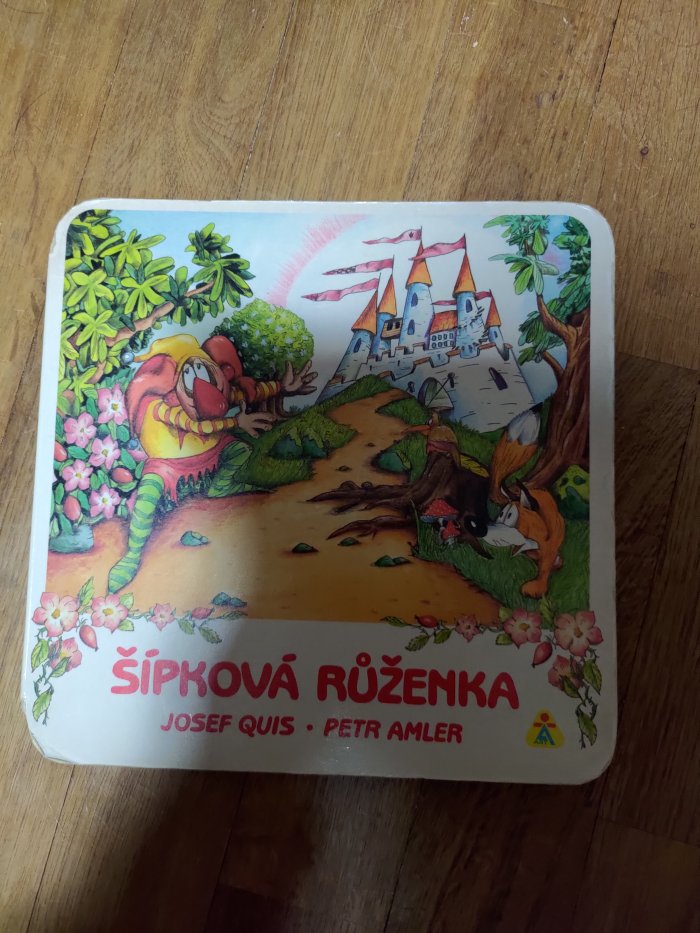 ŠÍPKOVÁ RŮŽENKA
JOSEF QUIS • PETR AMLER